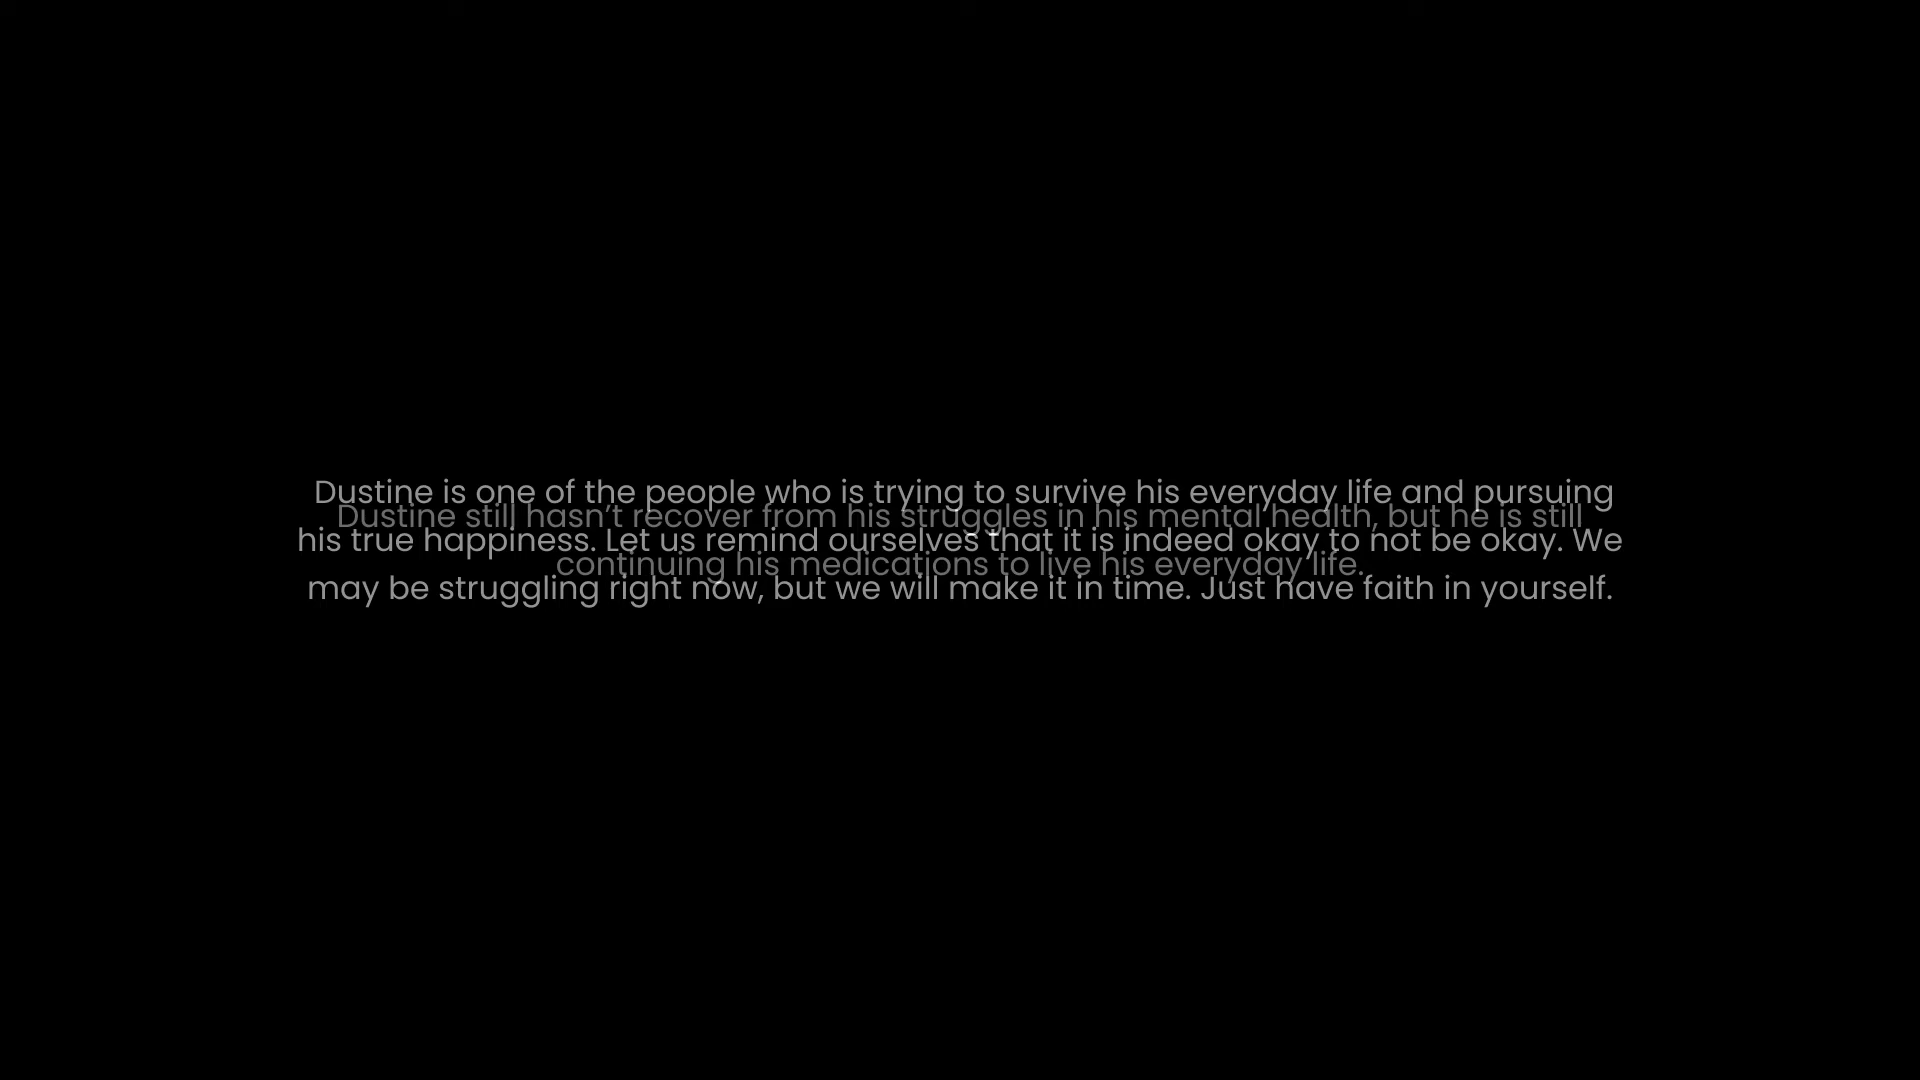 Dustine is one of the people who is trying to survive his everyday life and pursuing
his true happiness. Let us remind ourselves that it is indeed okay to not be okay. We
may be struggling right now, but we will make it in time. Just have faith in yourself.
Dustine still hasn't recover from his struggles in his mental health, but he is still
continuing his medications to live his everyday life.